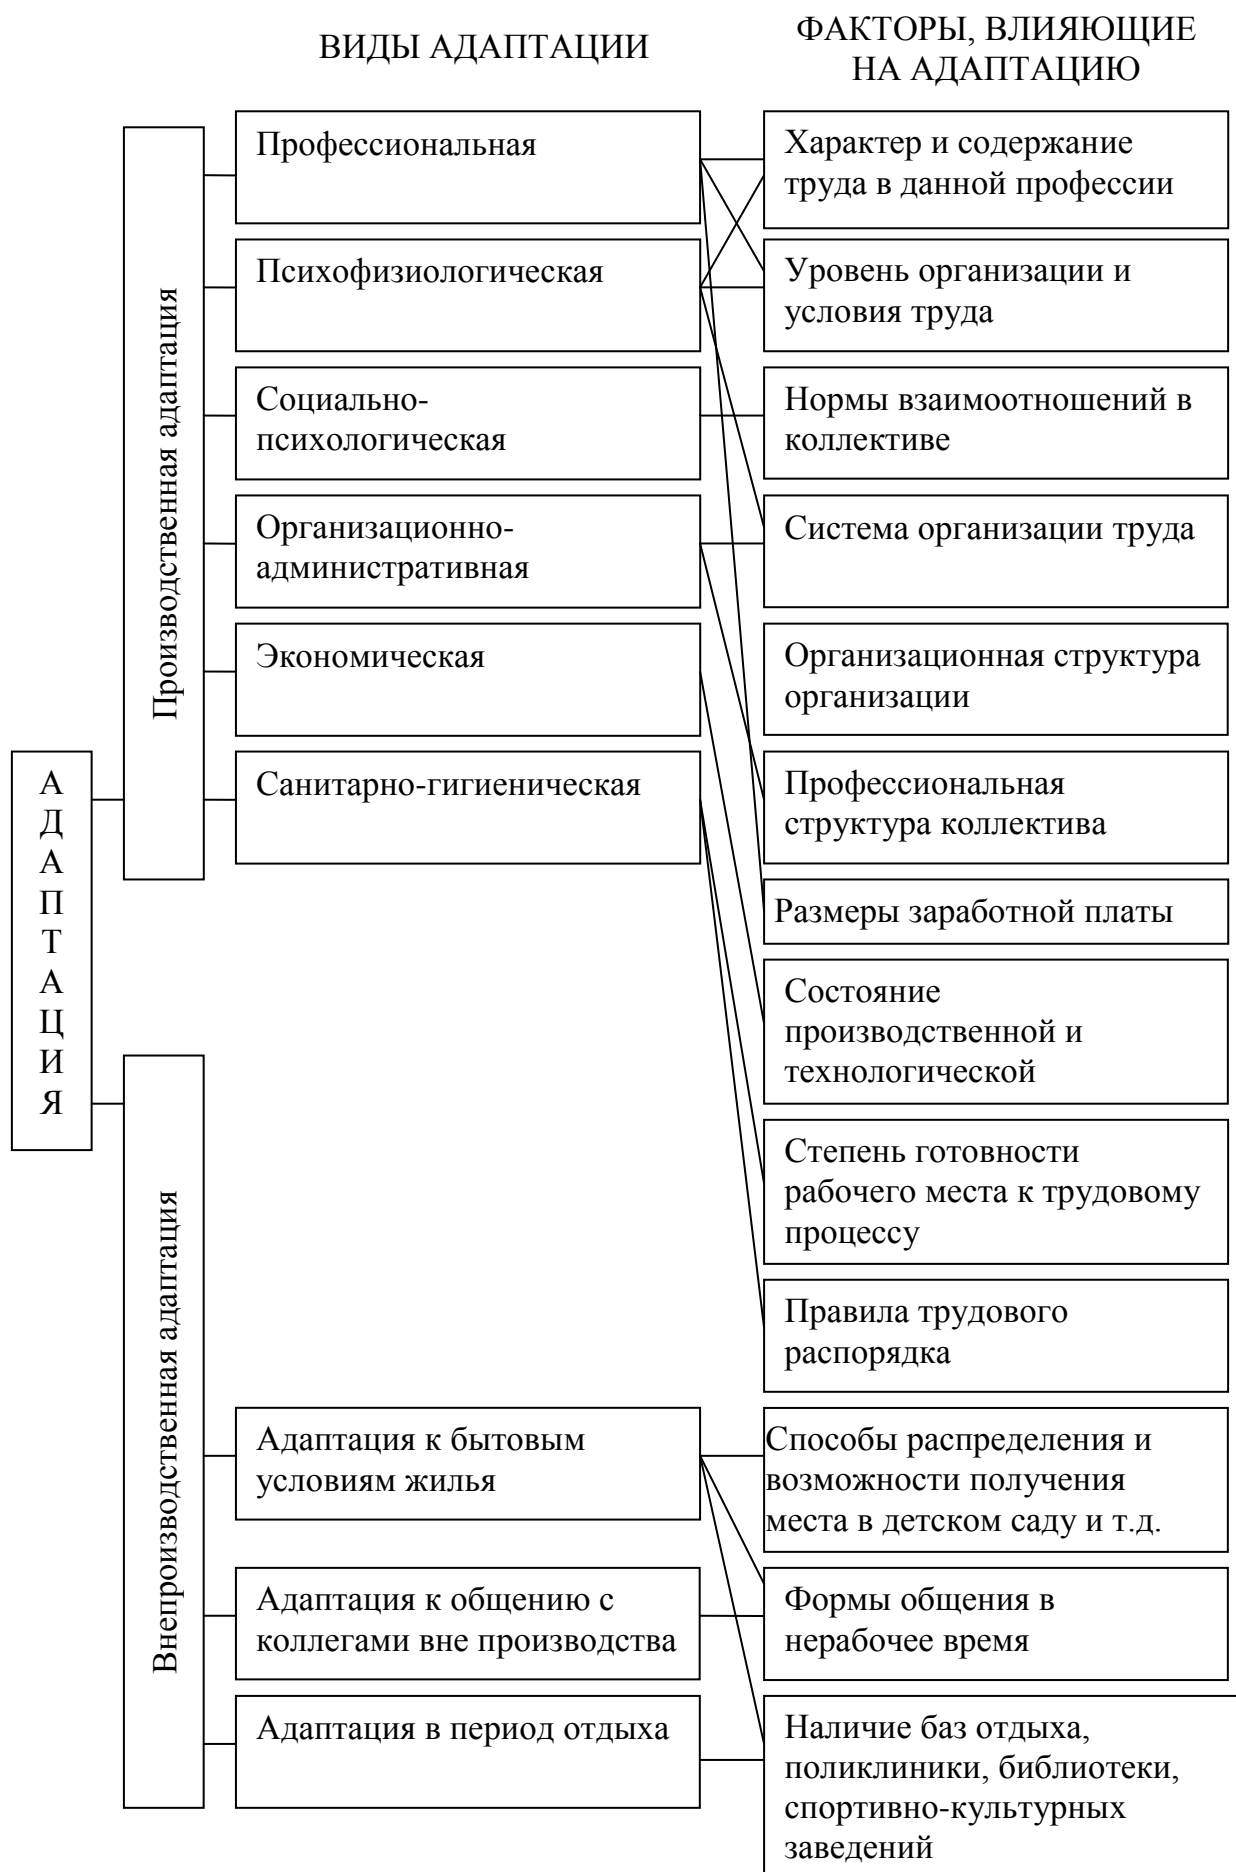 ВИДЫ АДАПТАЦИИ
ФАКТОРЫ, ВЛИЯЮЩИЕ
НА АДАПТАЦИЮ
АДАПТАЦИЯ
Производственная адаптация
Профессиональная
Психофизиологическая
Социально-
психологическая
Организационно-
административная
Экономическая
Санитарно-гигиеническая
Характер и содержание
труда в данной профессии
Уровень организации и
условия труда
Нормы взаимоотношений в
коллективе
Система организации труда
Организационная структура
организации
Профессиональная
структура коллектива
Размеры заработной платы
Состояние
производственной и
технологической
Степень готовности
рабочего места к трудовому
процессу
Правила трудового
распорядка
Внепроизводственная адаптация
Адаптация к бытовым
условиям жилья
Адаптация к общению с
коллегами вне производства
Адаптация в период отдыха
Способы распределения и
возможности получения
места в детском саду и т.д.
Формы общения в
нерабочее время
Наличие баз отдыха,
поликлиники, библиотеки,
спортивно-культурных
заведений